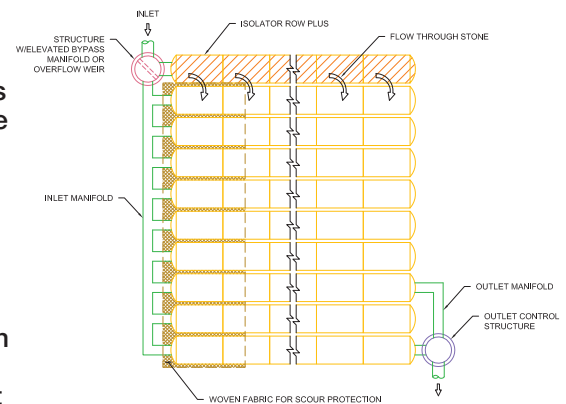 INLET
ISOLATOR ROW PLUS
STRUCTURE
W/ELEVATED BYPASS
MANIFOLD OR
OVERFLOW WEIR
FLOW THROUGH STONE
s
e
INLET MANIFOLD
OUTLET MANIFOLD
OUTLET CONTROL
STRUCTURE
n
WOVEN FABRIC FOR SCOUR PROTECTION